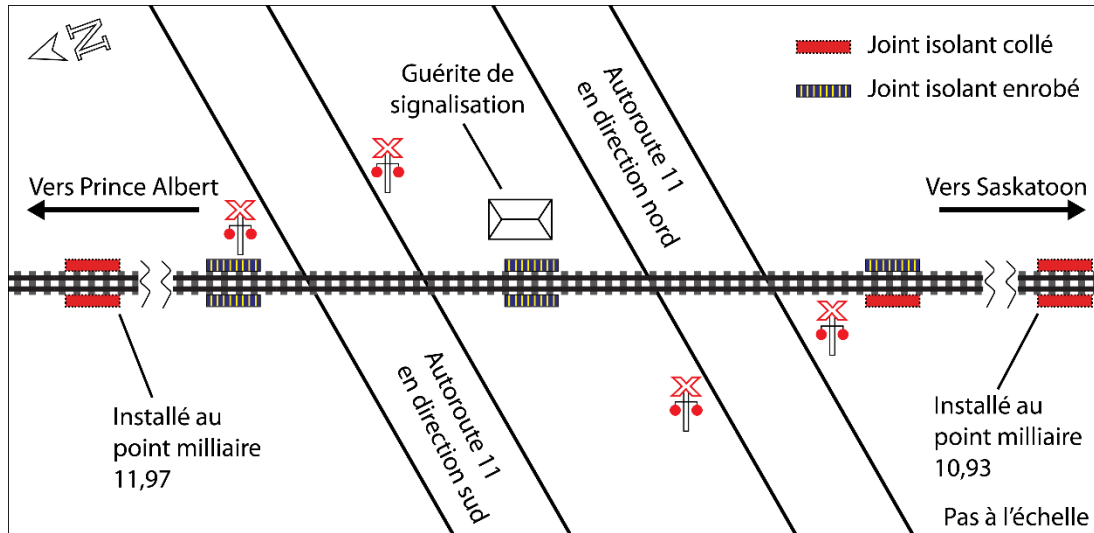 N
Joint isolant collé
Joint isolant enrobé
Guérite de
signalisation
Autoroute 11
en direction nord
Vers Prince Albert
Vers Saskatoon
Autoroute 11
en direction sud
Installé au
point milliaire
11,97
Installé au
point milliaire
10,93
Pas à l'échelle